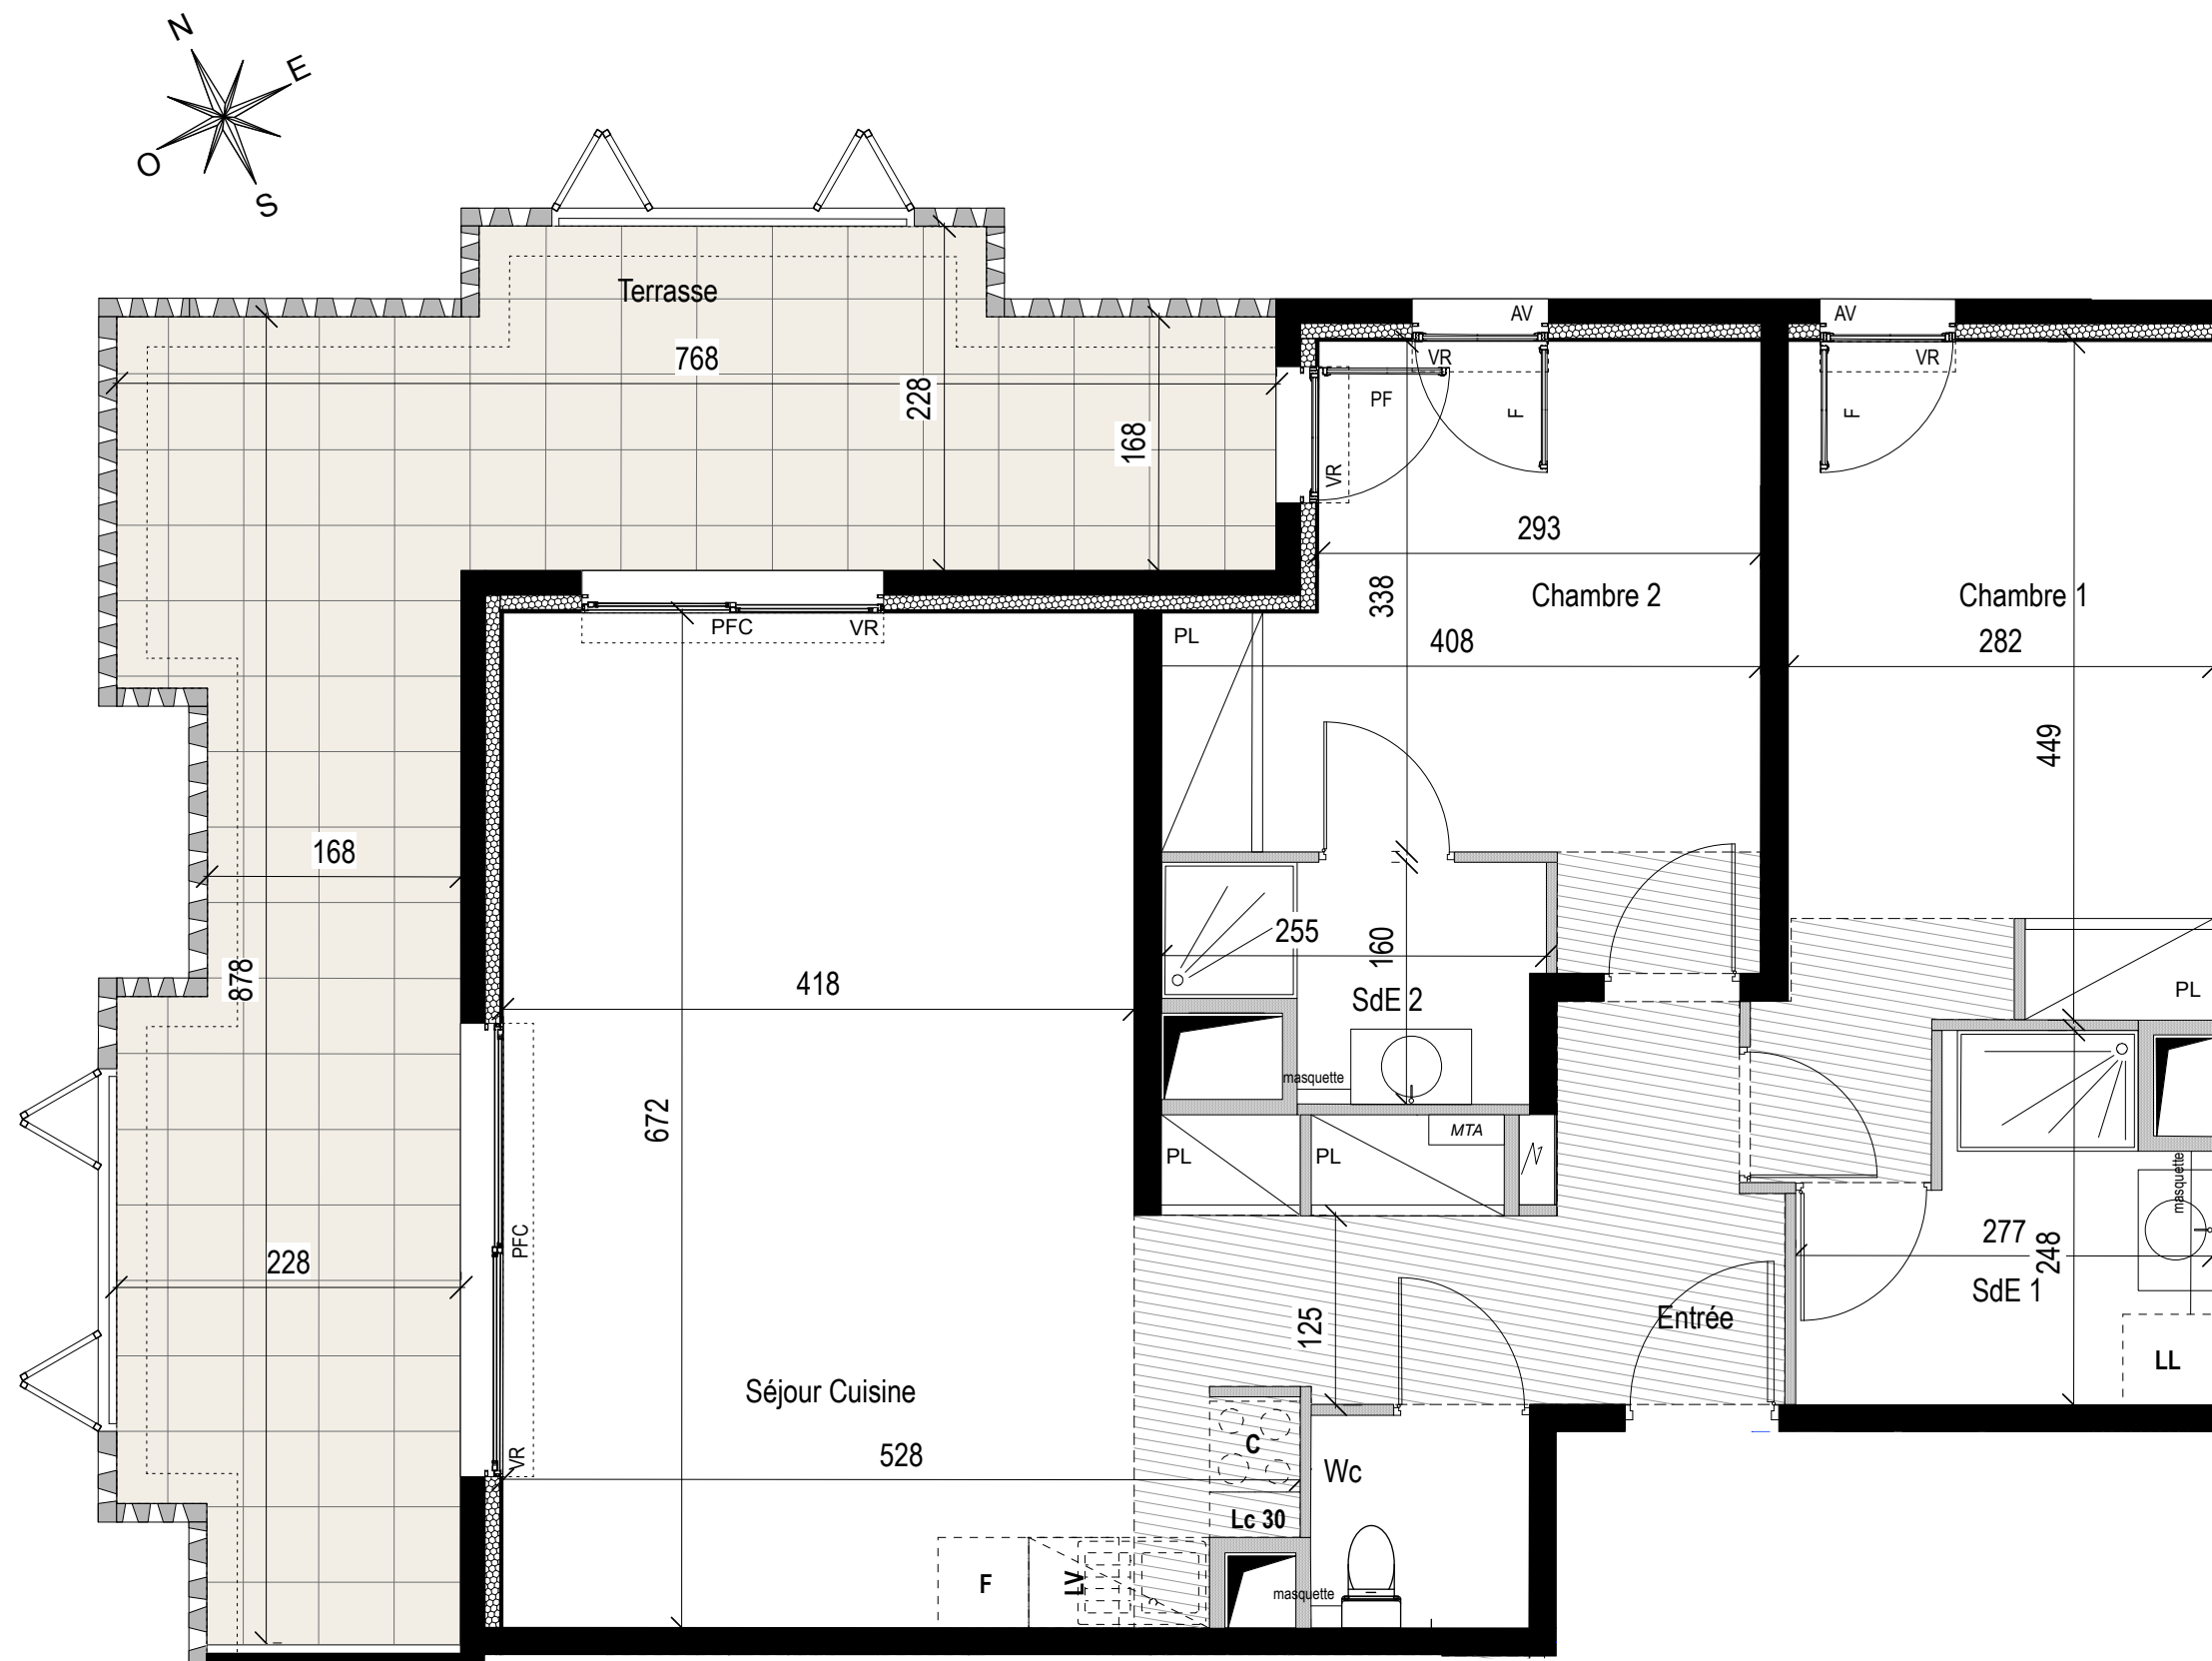 N
E
O
S
Terrasse
768
228
168
AV
VR
PF
F
VR
AV
VR
F
293
338
Chambre 2
Chambre 1
PFC
VR
PL
408
282
449
168
878
418
255
160
SdE 2
PL
masquette
672
MTA
PL
PL
masquette
PFC
228
277
248
SdE 1
Entrée
125
LL
Séjour Cuisine
C
528
VR
Wc
Lc 30
F
LV
masquette